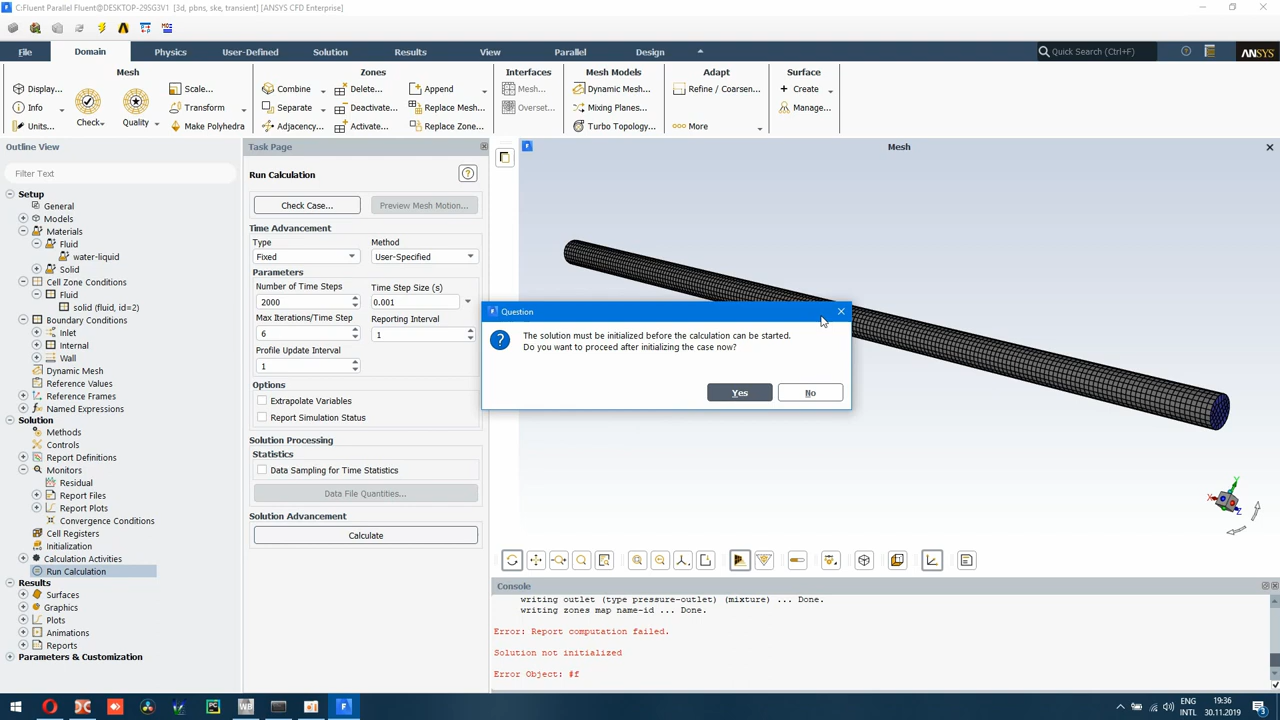 C:Fluent Parallel Fluent@DESKTOP-29SG3V1 [3d, pbns, ske, transient] [ANSYS CFD Enterprise]
File Domain Physics User-Defined Solution Results View Parallel Design Quick Search (Ctrl+F) ANSYS
Mesh Zones Interfaces Mesh Models Adapt Surface
Display... Scale... Combine Delete... Append Mesh... Dynamic Mesh... Refine / Coarsen... Create
Info Transform Separate Deactivate... Replace Mesh... Overset... Mixing Planes... Manage...
Units... Check Quality Make Polyhedra Adjacency... Activate... Replace Zone... Turbo Topology... More
Outline View
Filter Text
Setup
General
Models
Materials
Fluid
water-liquid
Solid
Cell Zone Conditions
Fluid
solid (fluid, id=2)
Boundary Conditions
Inlet
Internal
Wall
Dynamic Mesh
Reference Values
Reference Frames
Named Expressions
Solution
Methods
Controls
Report Definitions
Monitors
Residual
Report Files
Report Plots
Convergence Conditions
Cell Registers
Initialization
Calculation Activities
Run Calculation
Results
Surfaces
Graphics
Plots
Animations
Reports
Parameters & Customization
Task Page
Run Calculation
Check Case... Preview Mesh Motion...
Time Advancement
Type Method
Fixed User-Specified
Parameters
Number of Time Steps Time Step Size (s)
2000 0.001
Max Iterations/Time Step Reporting Interval
6 1
Profile Update Interval
1
Options
Extrapolate Variables
Report Simulation Status
Solution Processing
Statistics
Data Sampling for Time Statistics
Data File Quantities...
Solution Advancement
Calculate
Mesh
Question
The solution must be initialized before the calculation can be started.
Do you want to proceed after initializing the case now?
Yes No
Y
X
Z
Console
writing outlet (type pressure-outlet) (mixture) ... Done.
writing zones map name-id ... Done.
Error: Report computation failed.
Solution not initialized
Error Object: #f
ENG 19:36
INTL 30.11.2019